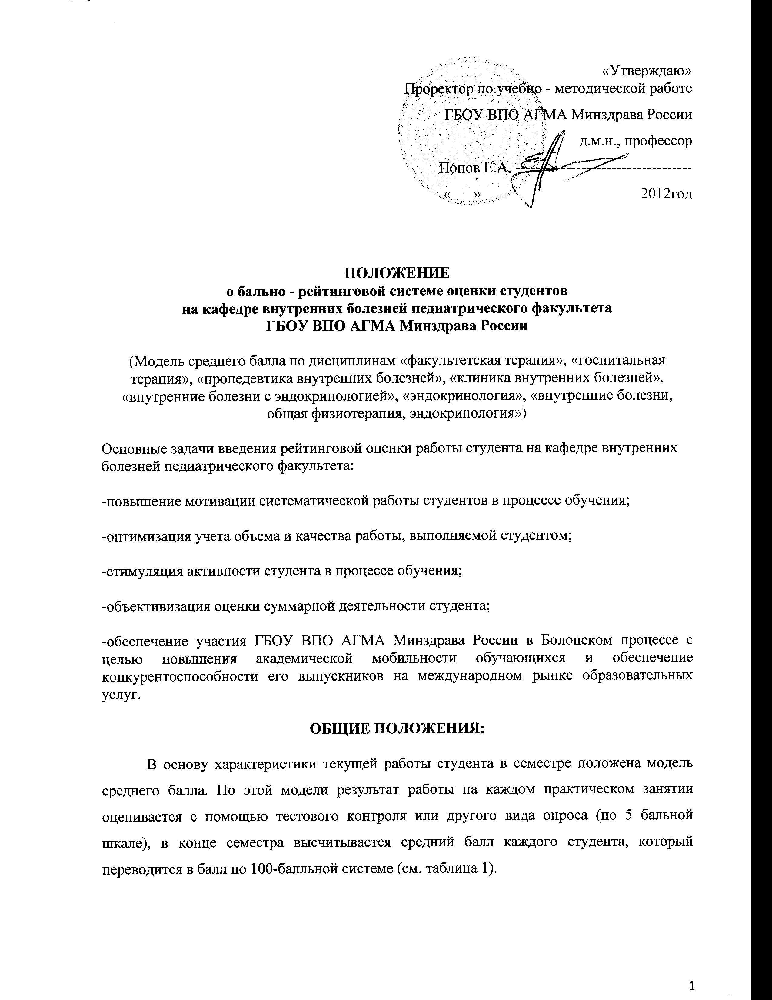 «Утверждаю»
Проректор по учебно - методической работе
ГБОУ ВПО АГМА Минздрава России
д.м.н., профессор
Попов Е.А. --------------------------------
«      »                    2012год
ПОЛОЖЕНИЕ
о бально - рейтинговой системе оценки студентов
на кафедре внутренних болезней педиатрического факультета
ГБОУ ВПО АГМА Минздрава России
(Модель среднего балла по дисциплинам «факультетская терапия», «госпитальная
терапия», «пропедевтика внутренних болезней», «клиника внутренних болезней»,
«внутренние болезни с эндокринологией», «эндокринология», «внутренние болезни,
общая физиотерапия, эндокринология»)
Основные задачи введения рейтинговой оценки работы студента на кафедре внутренних
болезней педиатрического факультета:
-повышение мотивации систематической работы студентов в процессе обучения;
-оптимизация учета объема и качества работы, выполняемой студентом;
-стимуляция активности студента в процессе обучения;
-объективизация оценки суммарной деятельности студента;
-обеспечение участия ГБОУ ВПО АГМА Минздрава России в Болонском процессе с
целью повышения академической мобильности обучающихся и обеспечение
конкурентоспособности его выпускников на международном рынке образовательных
услуг.
ОБЩИЕ ПОЛОЖЕНИЯ:
В основу характеристики текущей работы студента в семестре положена модель
среднего балла. По этой модели результат работы на каждом практическом занятии
оценивается с помощью тестового контроля или другого вида опроса (по 5 бальной
шкале), в конце семестра высчитывается средний балл каждого студента, который
переводится в балл по 100-балльной системе (см. таблица 1).
1